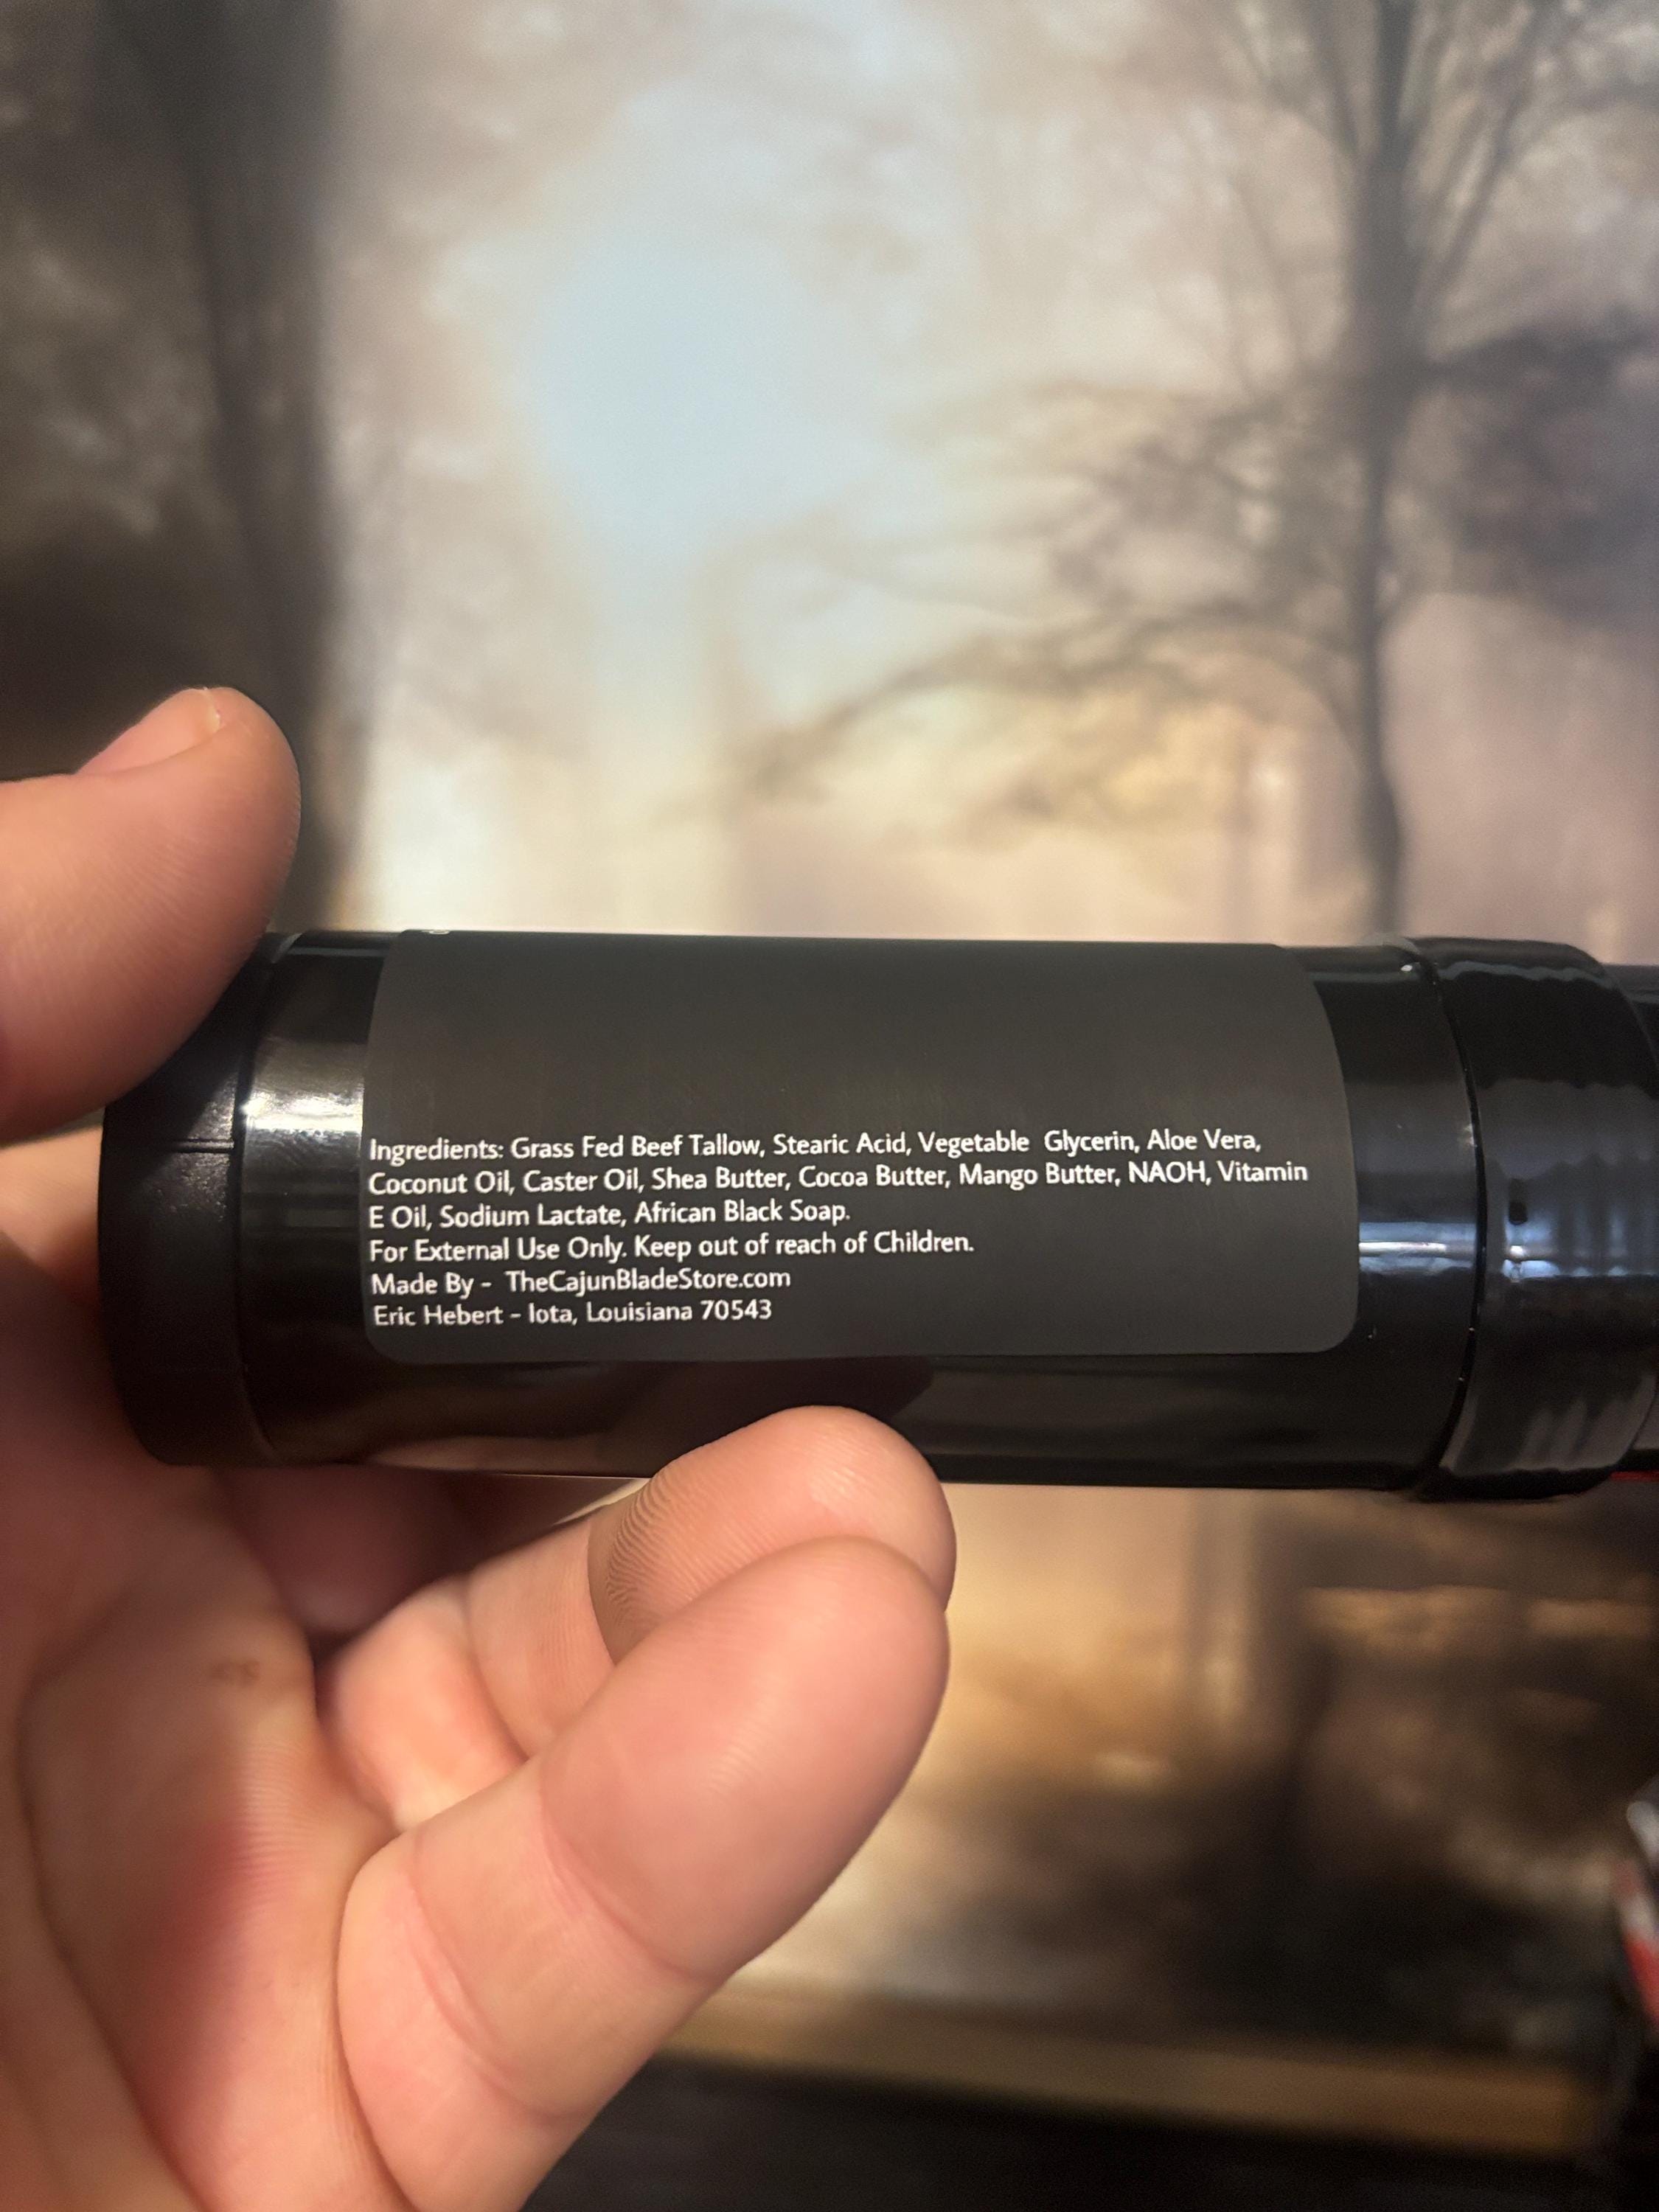 Ingredients: Grass Fed Beef Tallow, Stearic Acid, Vegetable Glycerin, Aloe Vera,
Coconut Oil, Caster Oil, Shea Butter, Cocoa Butter, Mango Butter, NAOH, Vitamin
E Oil, Sodium Lactate, African Black Soap.
For External Use Only. Keep out of reach of Children.
Made By - TheCajunBladeStore.com
Eric Hebert - Iota, Louisiana 70543